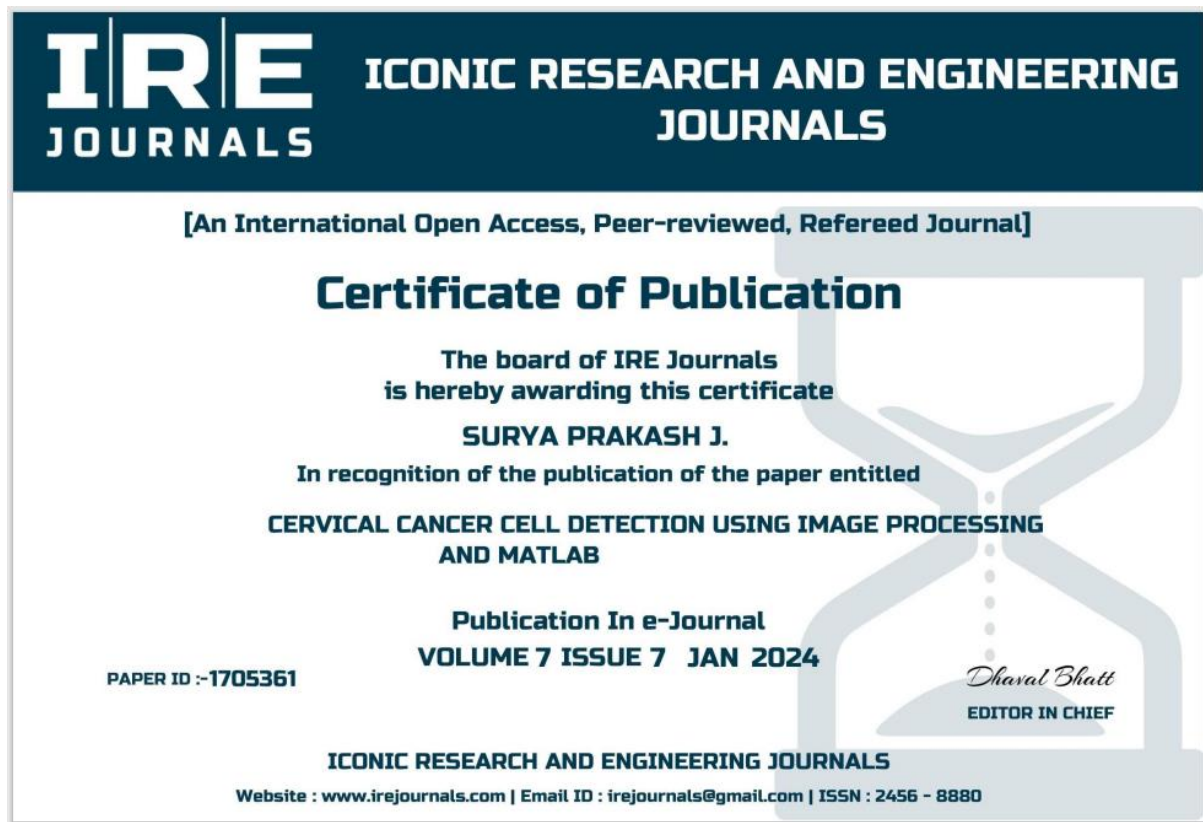 IRE
JOURNALS
ICONIC RESEARCH AND ENGINEERING
JOURNALS
[An International Open Access, Peer-reviewed, Refereed Journal]
Certificate of Publication
The board of IRE Journals
is hereby awarding this certificate
SURYA PRAKASH J.
In recognition of the publication of the paper entitled
CERVICAL CANCER CELL DETECTION USING IMAGE PROCESSING
AND MATLAB
Publication In e-Journal
VOLUME 7 ISSUE 7 JAN 2024
PAPER ID :-1705361
Dhaval Bhatt
EDITOR IN CHIEF
ICONIC RESEARCH AND ENGINEERING JOURNALS
Website : www.irejournals.com | Email ID : irejournals@gmail.com | ISSN : 2456 - 8880